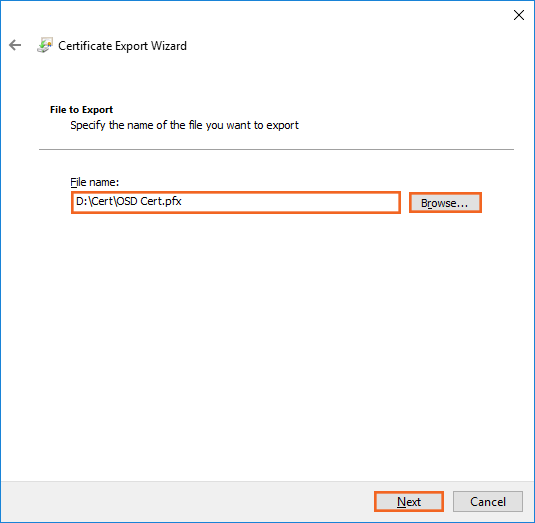 Certificate Export Wizard
File to Export
Specify the name of the file you want to export
File name:
D:\Cert\OSD Cert.pfx
Browse...
Next
Cancel